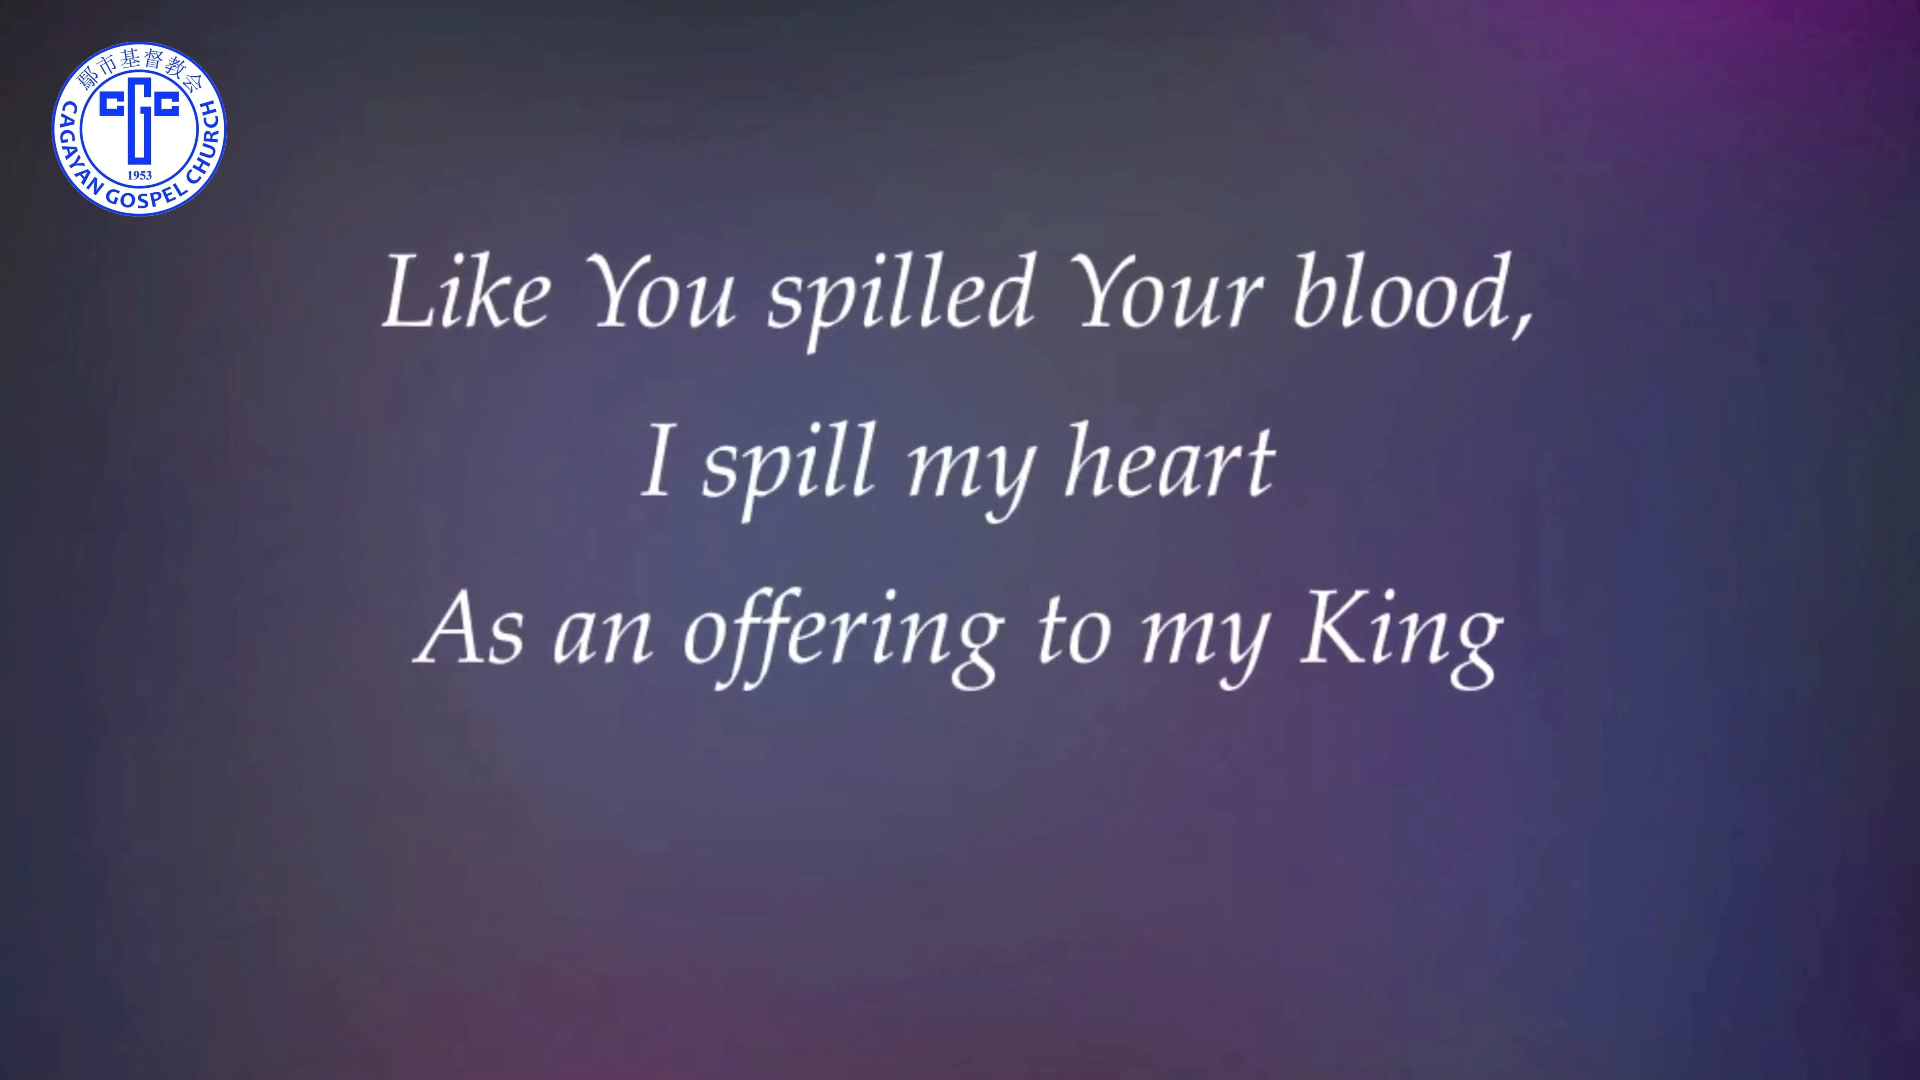 鄢市基督教会
CGC
1953
CAGAYAN GOSPEL CHURCH
Like You spilled Your blood,
I spill my heart
As an offering to my King